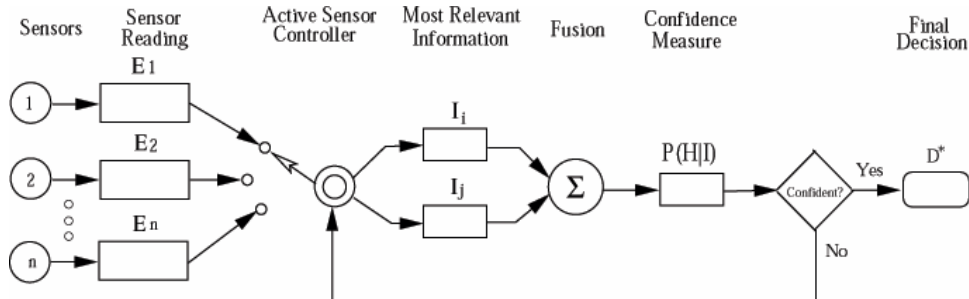 Sensors
Sensor
Reading
Active Sensor
Controller
Most Relevant
Information
Fusion
Confidence
Measure
Final
Decision
1
E1
2
E2
n
En
Ii
Ij
Σ
P(H|I)
Confident?
Yes
No
D*